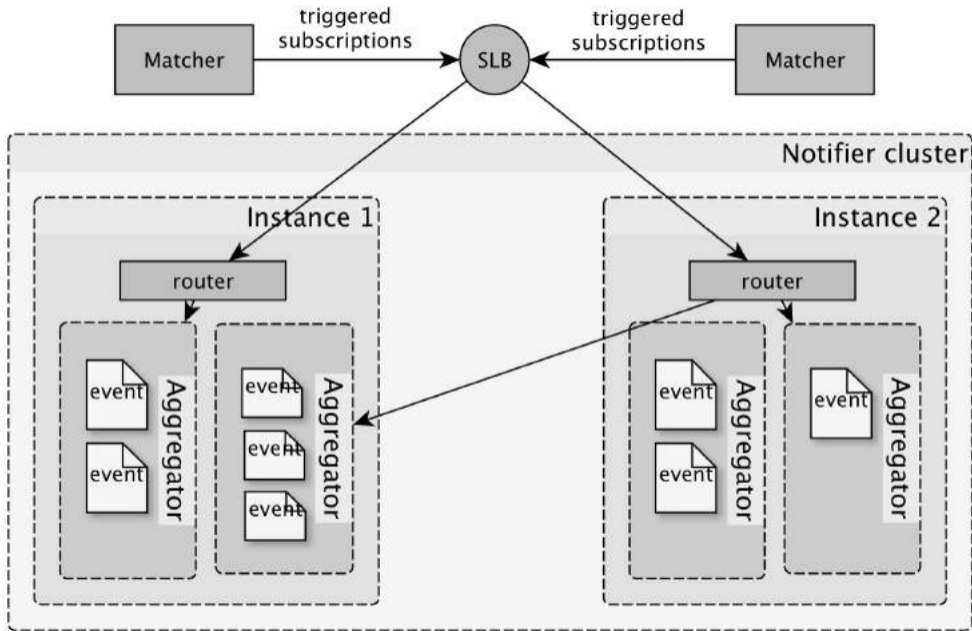 triggered
subscriptions
triggered
subscriptions
Matcher
SLB
Matcher
Notifier cluster
Instance 1
Instance 2
router
router
event
event
Aggregator
event
event
event
Aggregator
event
event
Aggregator
event
Aggregator